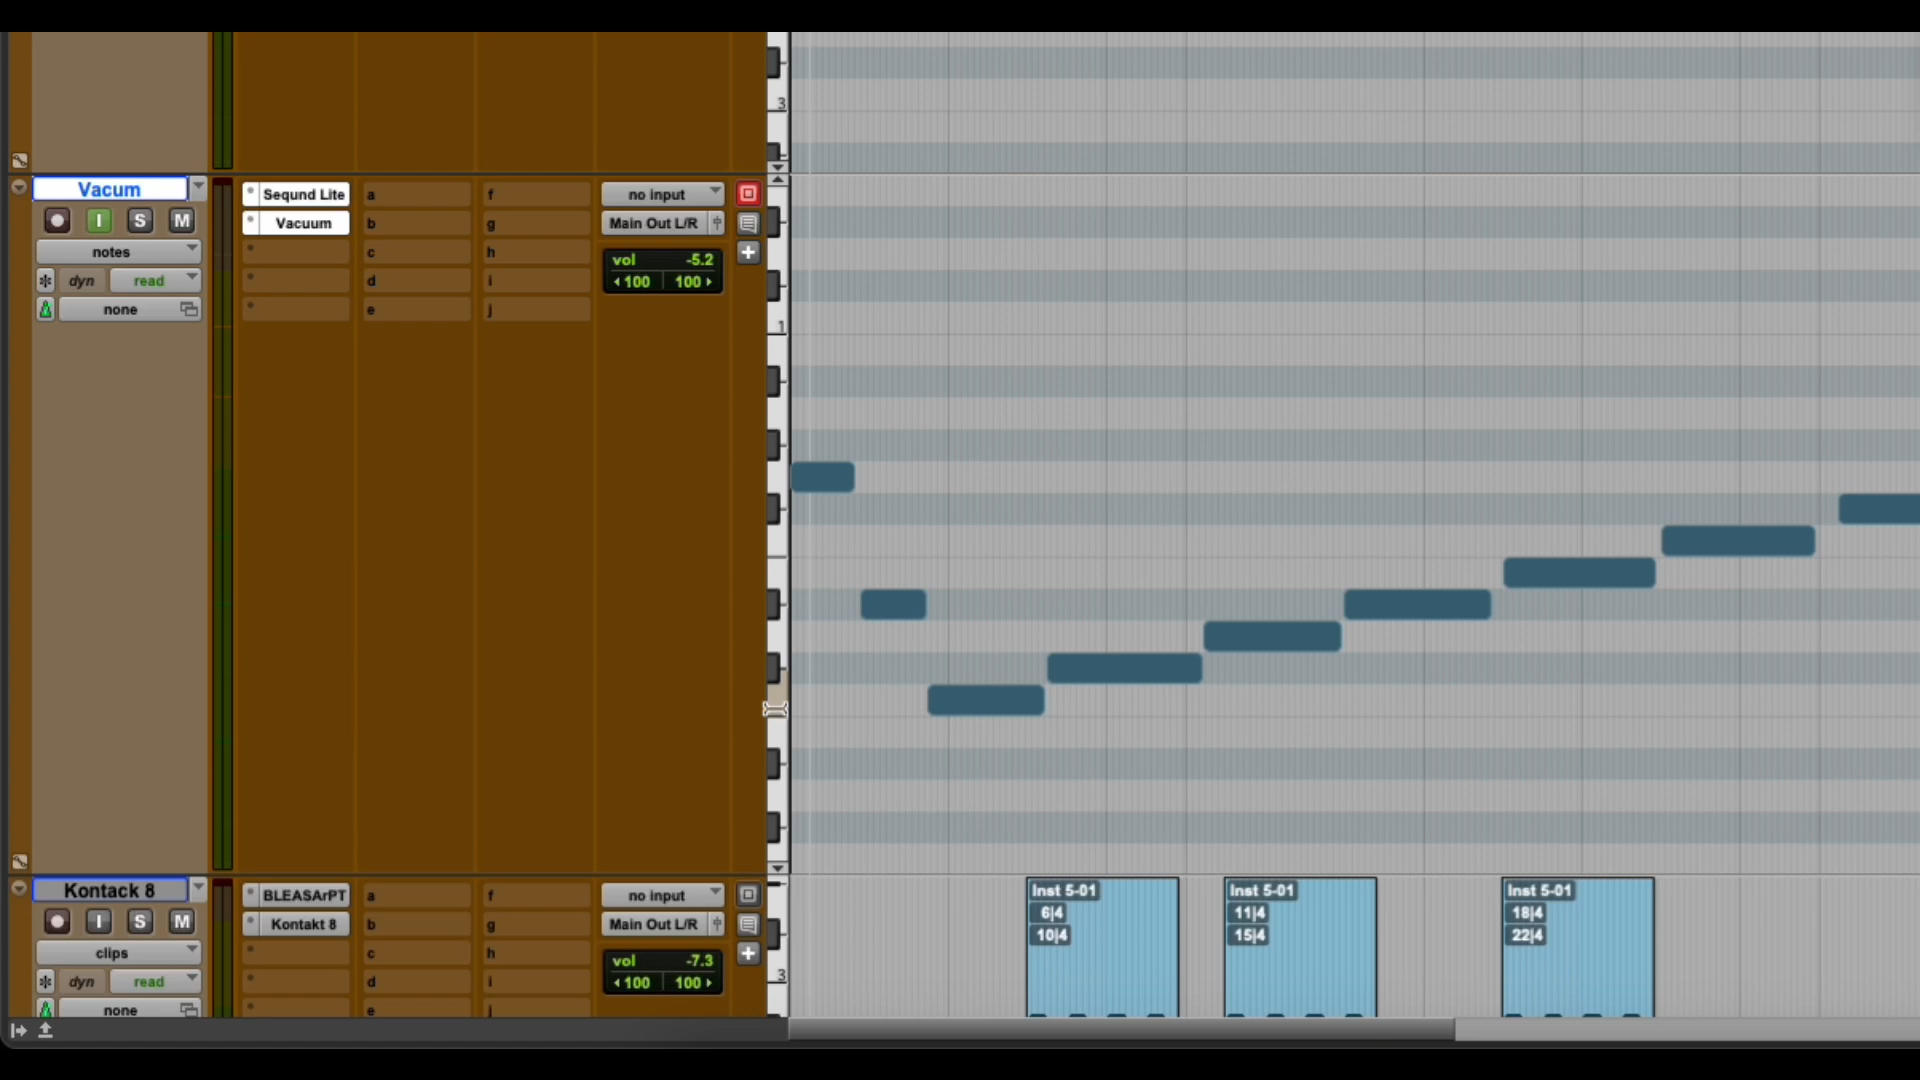 3
Vacum
I S M
notes
dyn read
none
Seqund Lite
Vacuum
a
b
c
d
e
f
g
h
i
j
no input
Main Out L/R
vol -5.2
100 100
1
Kontack 8
I S M
clips
dyn read
none
BLEASArPT
Kontakt 8
a
b
c
d
e
f
g
h
i
j
no input
Main Out L/R
vol -7.3
100 100
3
Inst 5-01
6|4
10|4
Inst 5-01
11|4
15|4
Inst 5-01
18|4
22|4